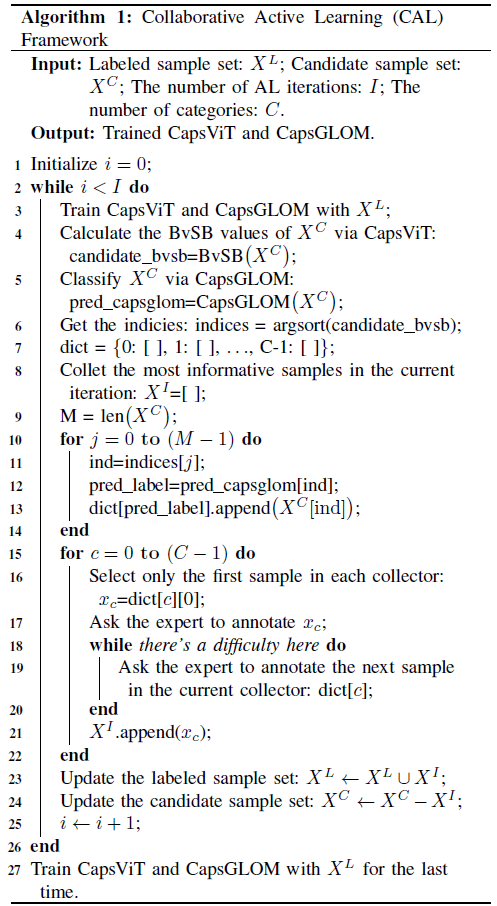 Algorithm 1: Collaborative Active Learning (CAL)
Framework
Input: Labeled sample set: X^L; Candidate sample set:
X^C; The number of AL iterations: I; The
number of categories: C.
Output: Trained CapsViT and CapsGLOM.
1 Initialize i = 0;
2 while i < I do
3 Train CapsViT and CapsGLOM with X^L;
4 Calculate the BvSB values of X^C via CapsViT:
candidate_bvsb=BvSB(X^C);
5 Classify X^C via CapsGLOM:
pred_capsglom=CapsGLOM(X^C);
6 Get the indicies: indices = argsort(candidate_bvsb);
7 dict = {0: [ ], 1: [ ], ..., C-1: [ ]};
8 Collet the most informative samples in the current
iteration: X^I=[ ];
9 M = len(X^C);
10 for j = 0 to (M − 1) do
11 ind=indices[j];
12 pred_label=pred_capsglom[ind];
13 dict[pred_label].append(X^C[ind]);
14 end
15 for c = 0 to (C − 1) do
16 Select only the first sample in each collector:
x_c=dict[c][0];
17 Ask the expert to annotate x_c;
18 while there's a difficulty here do
19 Ask the expert to annotate the next sample
in the current collector: dict[c];
20 end
21 X^I.append(x_c);
22 end
23 Update the labeled sample set: X^L ← X^L ∪ X^I;
24 Update the candidate sample set: X^C ← X^C − X^I;
25 i ← i + 1;
26 end
27 Train CapsViT and CapsGLOM with X^L for the last
time.